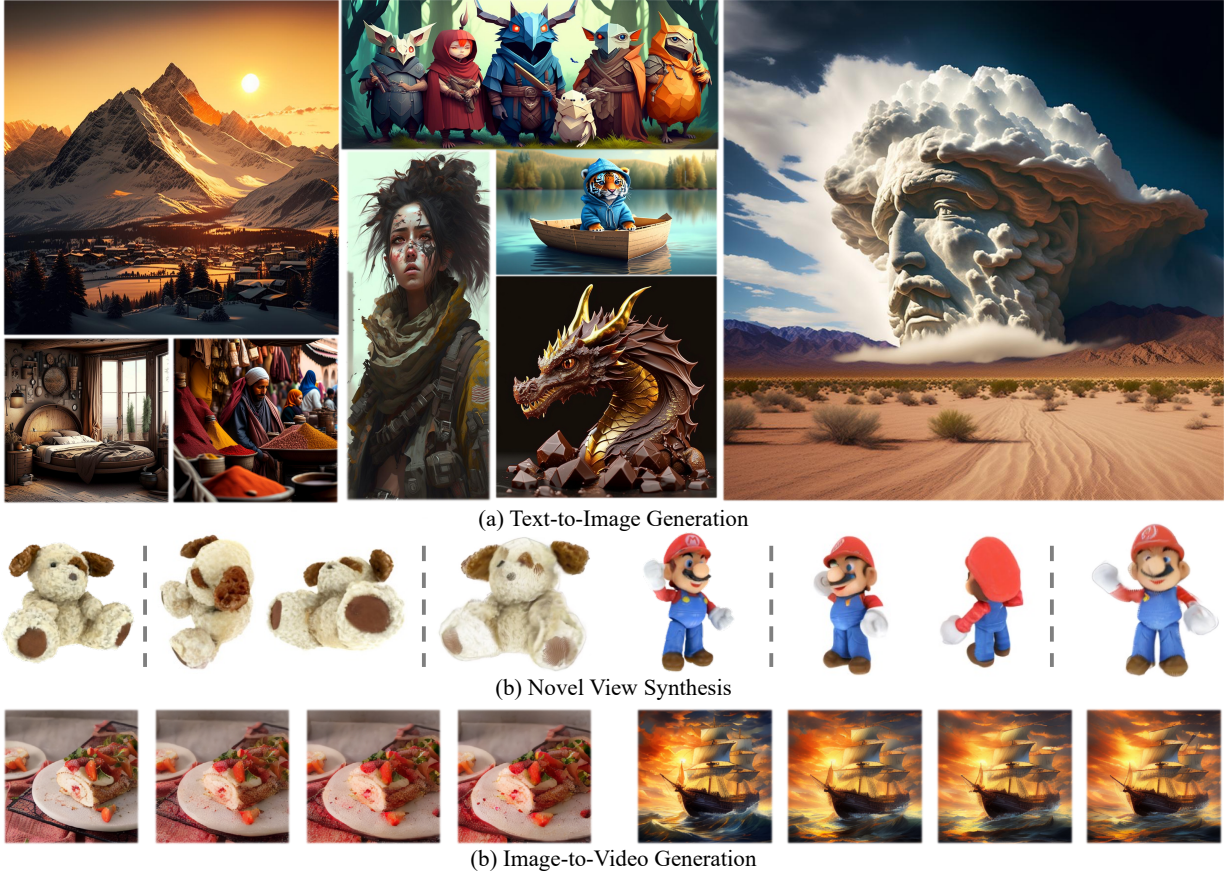 (a) Text-to-Image Generation
(b) Novel View Synthesis
(b) Image-to-Video Generation